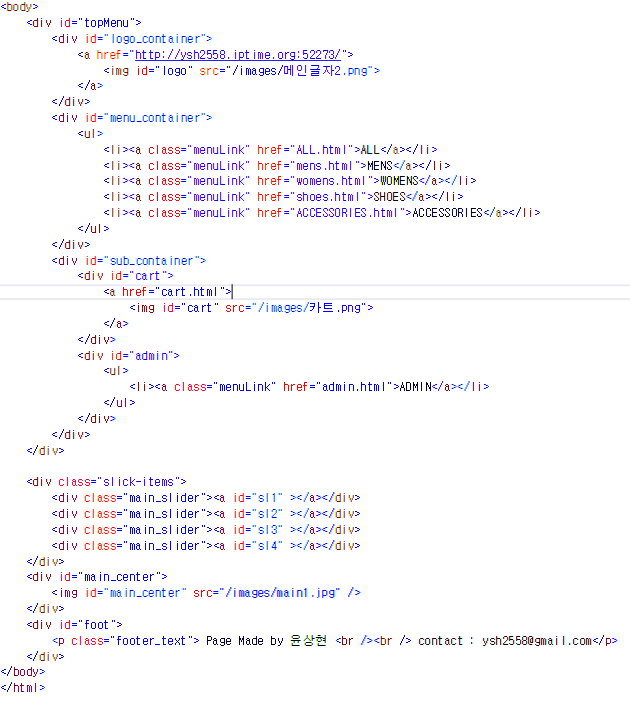 <body>
<div id="topMenu">
<div id="logo_container">
<a href="http://ysh2558.iptime.org:52273/">
<img id="logo" src="/images/메인글자2.png">
</a>
</div>
<div id="menu_container">
<ul>
<li><a class="menuLink" href="ALL.html">ALL</a></li>
<li><a class="menuLink" href="mens.html">MENS</a></li>
<li><a class="menuLink" href="womens.html">WOMENS</a></li>
<li><a class="menuLink" href="shoes.html">SHOES</a></li>
<li><a class="menuLink" href="ACCESSORIES.html">ACCESSORIES</a></li>
</ul>
</div>
<div id="sub_container">
<div id="cart">
<a href="cart.html">
<img id="cart" src="/images/카트.png">
</a>
</div>
<div id="admin">
<ul>
<li><a class="menuLink" href="admin.html">ADMIN</a></li>
</ul>
</div>
</div>
</div>
<div class="slick-items">
<div class="main_slider"><a id="sl1" ></a></div>
<div class="main_slider"><a id="sl2" ></a></div>
<div class="main_slider"><a id="sl3" ></a></div>
<div class="main_slider"><a id="sl4" ></a></div>
</div>
<div id="main_center">
<img id="main_center" src="/images/main1.jpg" />
</div>
<div id="foot">
<p class="footer_text"> Page Made by 윤상현 <br /><br /> contact : ysh2558@gmail.com</p>
</div>
</body>
</html>